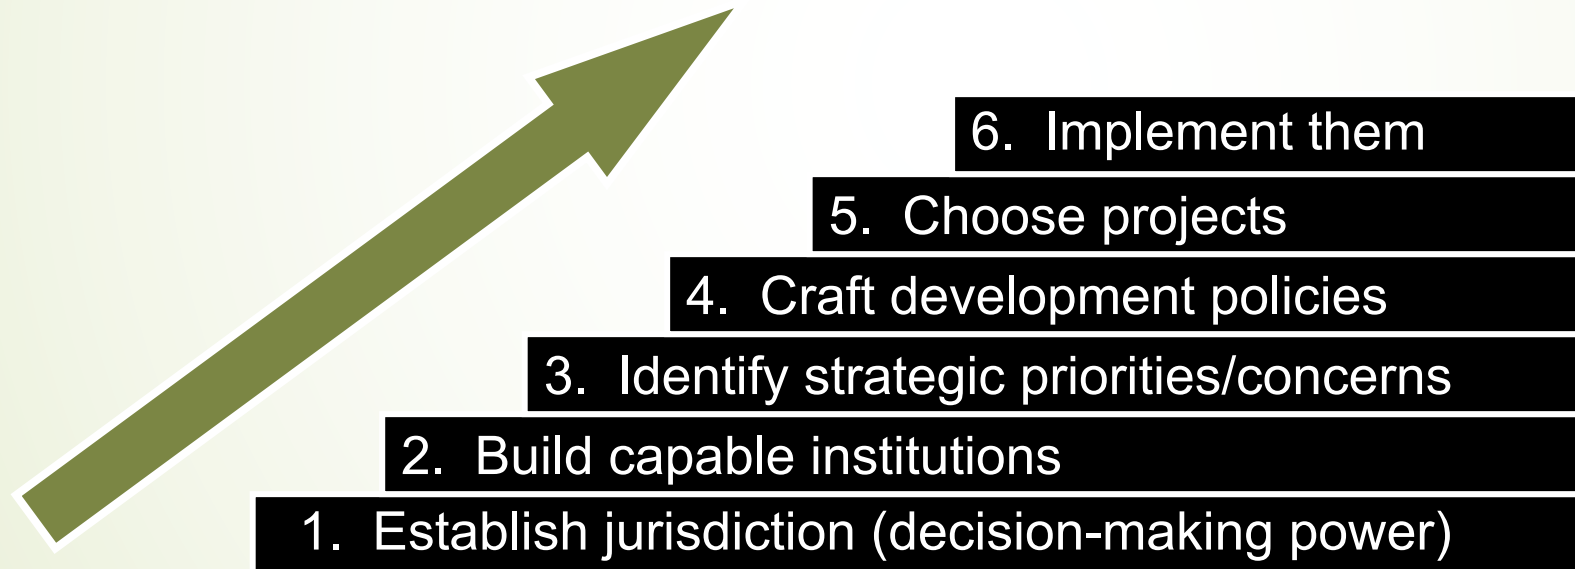 6. Implement them
5. Choose projects
4. Craft development policies
3. Identify strategic priorities/concerns
2. Build capable institutions
1. Establish jurisdiction (decision-making power)